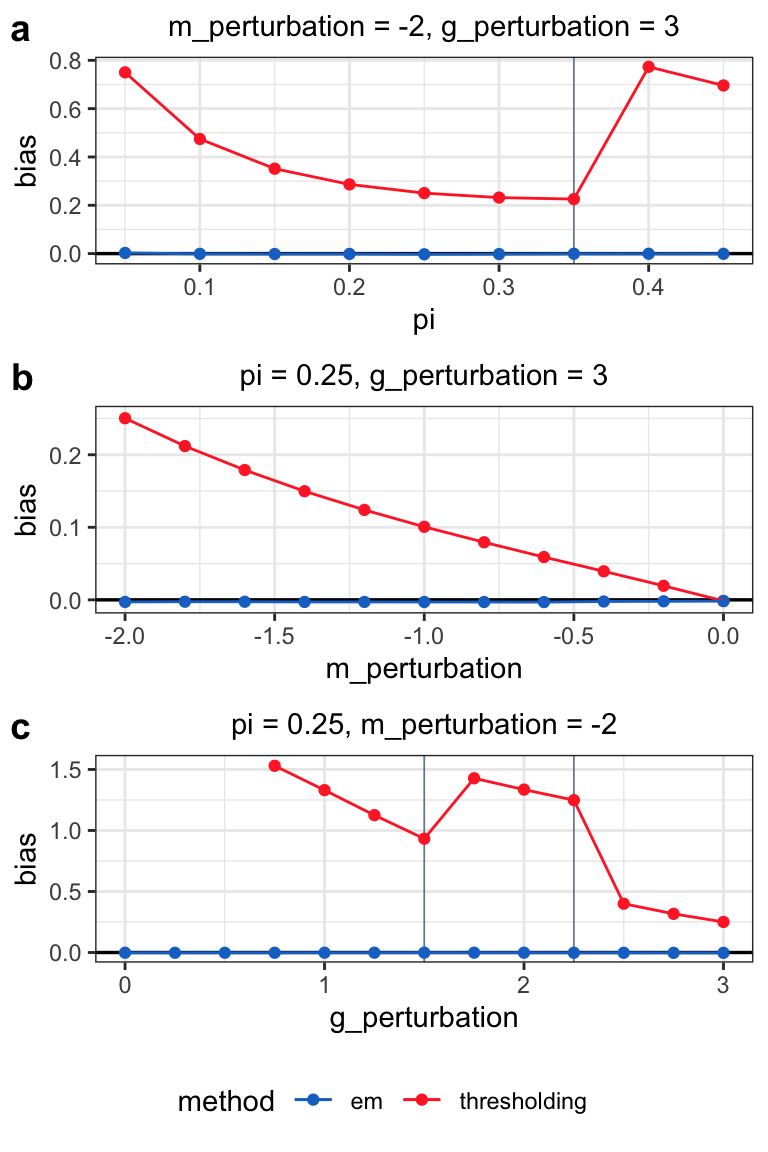 a
m_perturbation = -2, g_perturbation = 3
bias
0.8
0.6
0.4
0.2
0.0
0.1 0.2 0.3 0.4
pi
b
pi = 0.25, g_perturbation = 3
bias
0.2
0.1
0.0
-2.0 -1.5 -1.0 -0.5 0.0
m_perturbation
c
pi = 0.25, m_perturbation = -2
bias
1.5
1.0
0.5
0.0
0 1 2 3
g_perturbation
method em thresholding